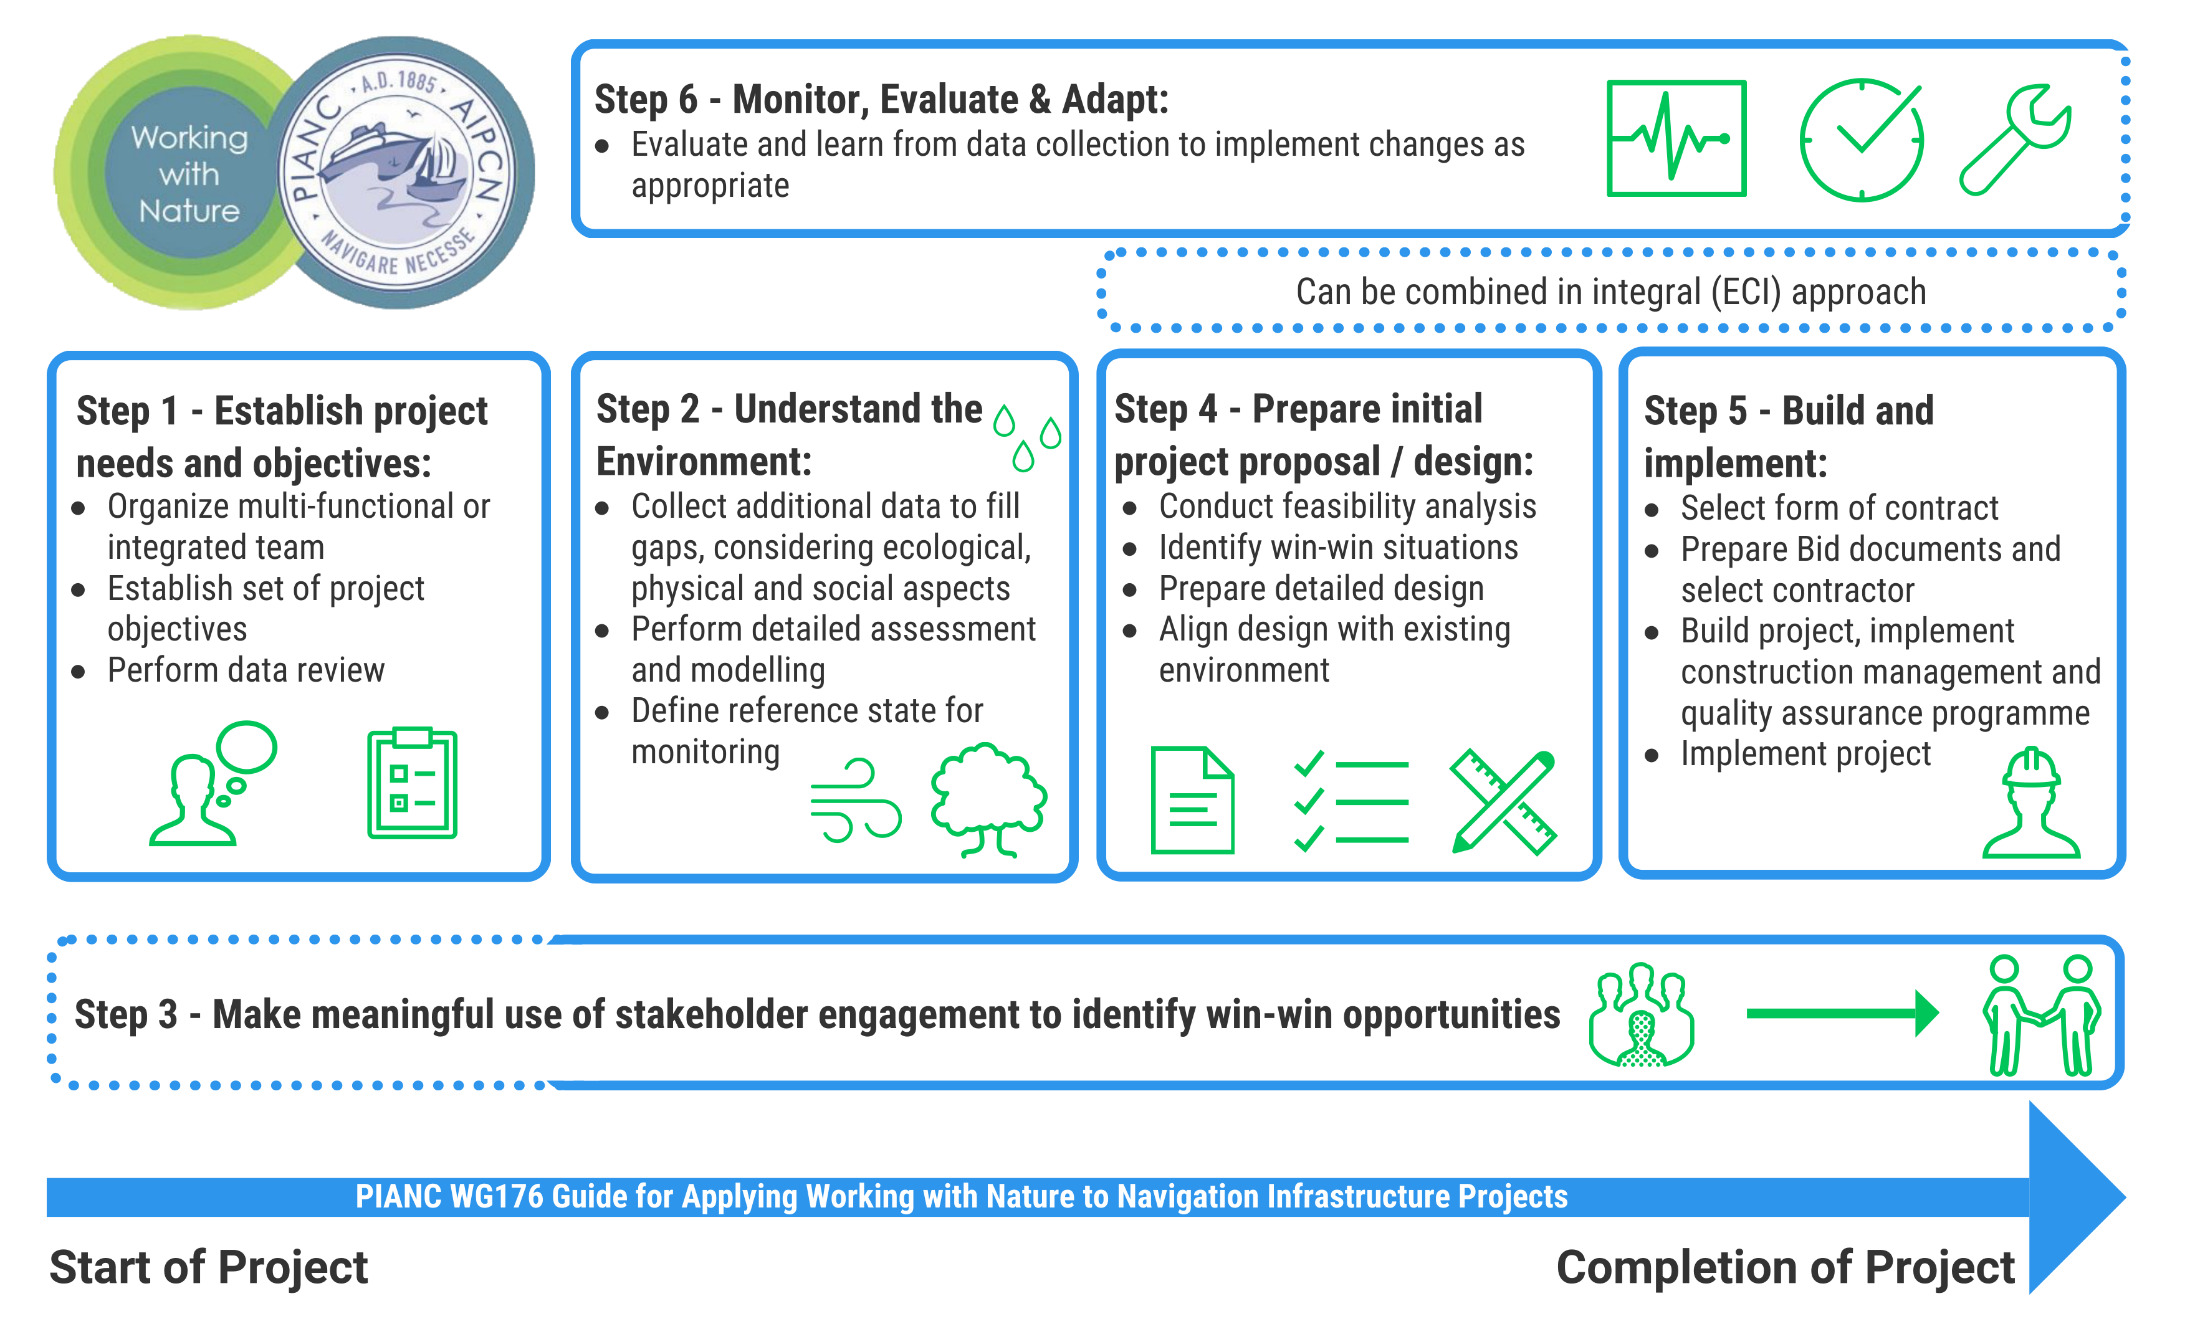 Working
with
Nature
PIANC
· A.D. 1885 ·
AIPCN
NAVIGARE NECESSE
Step 6 - Monitor, Evaluate & Adapt:
● Evaluate and learn from data collection to implement changes as
appropriate
Can be combined in integral (ECI) approach
Step 1 - Establish project
needs and objectives:
● Organize multi-functional or
integrated team
● Establish set of project
objectives
● Perform data review
Step 2 - Understand the
Environment:
● Collect additional data to fill
gaps, considering ecological,
physical and social aspects
● Perform detailed assessment
and modelling
● Define reference state for
monitoring
Step 4 - Prepare initial
project proposal / design:
● Conduct feasibility analysis
● Identify win-win situations
● Prepare detailed design
● Align design with existing
environment
Step 5 - Build and
implement:
● Select form of contract
● Prepare Bid documents and
select contractor
● Build project, implement
construction management and
quality assurance programme
● Implement project
Step 3 - Make meaningful use of stakeholder engagement to identify win-win opportunities
PIANC WG176 Guide for Applying Working with Nature to Navigation Infrastructure Projects
Start of Project
Completion of Project